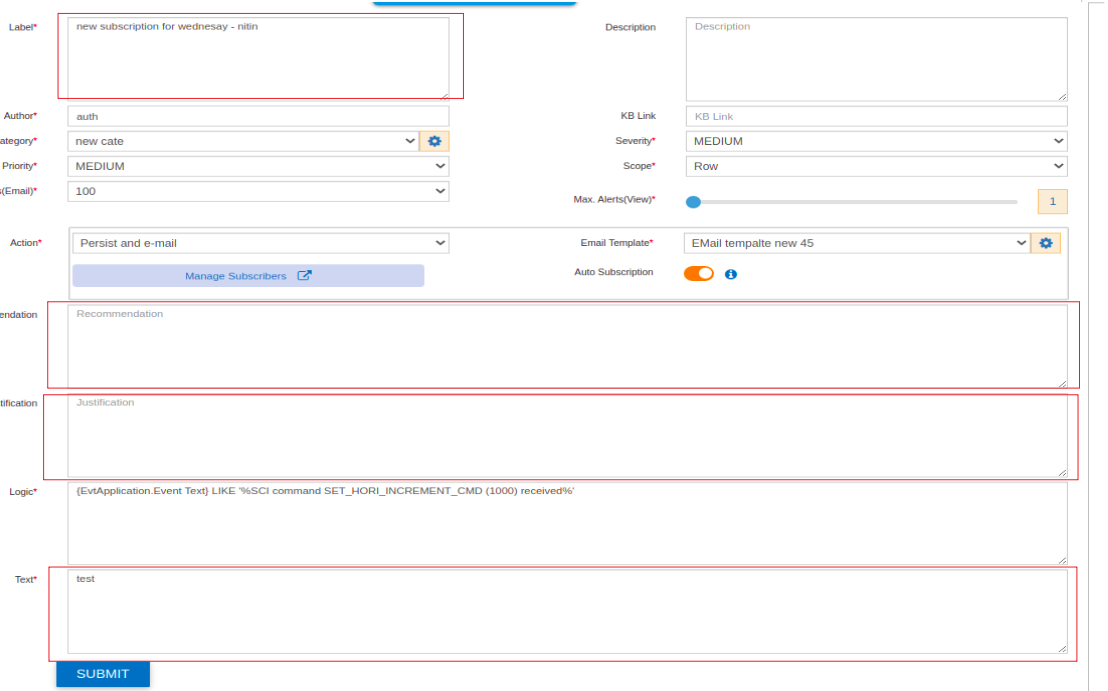 Label* new subscription for wednesay - nitin Description Description
Author* auth KB Link KB Link
ategory* new cate Severity* MEDIUM
Priority* MEDIUM Scope* Row
s(Email)* 100 Max. Alerts(View)* 1
Action* Persist and e-mail Email Template* EMail tempalte new 45
Manage Subscribers Auto Subscription
endation Recommendation
tification Justification
Logic* {EvtApplication.Event Text} LIKE '%SCI command SET_HORI_INCREMENT_CMD (1000) received%'
Text* test
SUBMIT